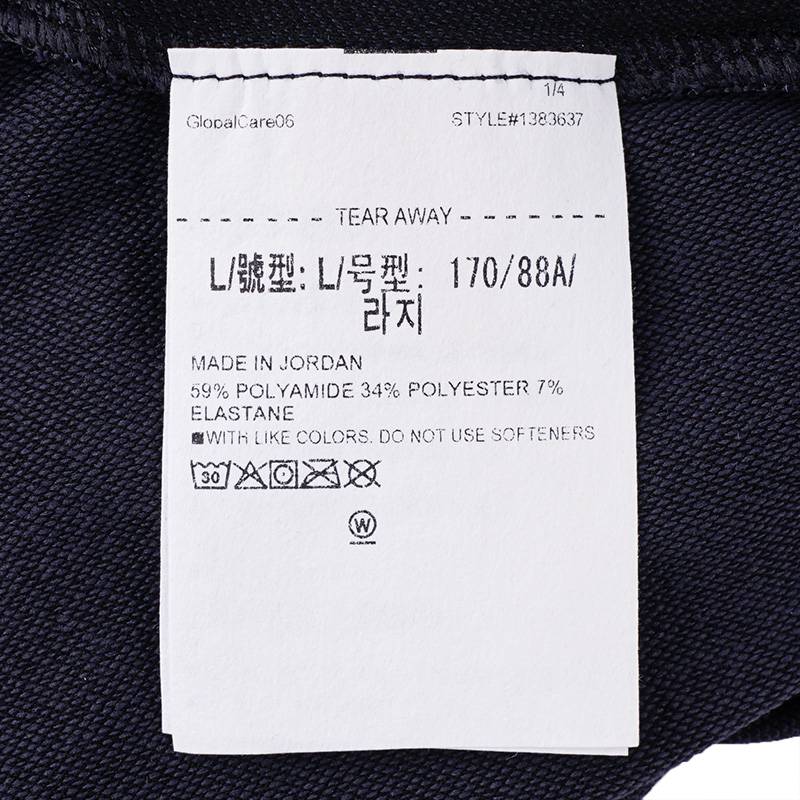 1/4
GlobalCare06 STYLE#1383637
TEAR AWAY
L/號型: L/号型: 170/88A/
라지
MADE IN JORDAN
59% POLYAMIDE 34% POLYESTER 7%
ELASTANE
WITH LIKE COLORS. DO NOT USE SOFTENERS
30
W